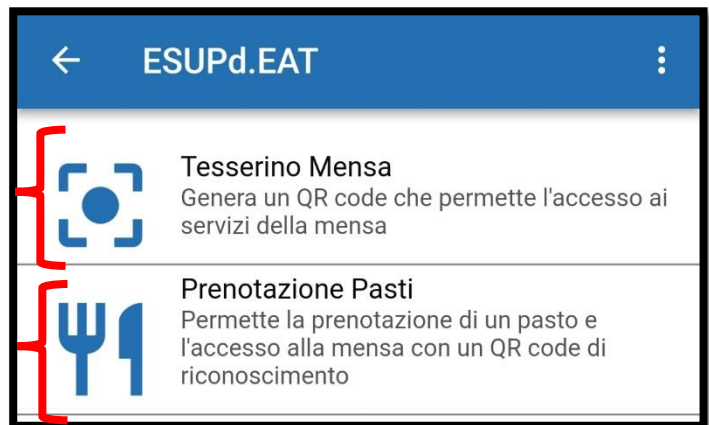 ESUPd.EAT
Tesserino Mensa
Genera un QR code che permette l'accesso ai
servizi della mensa
Prenotazione Pasti
Permette la prenotazione di un pasto e
l'accesso alla mensa con un QR code di
riconoscimento